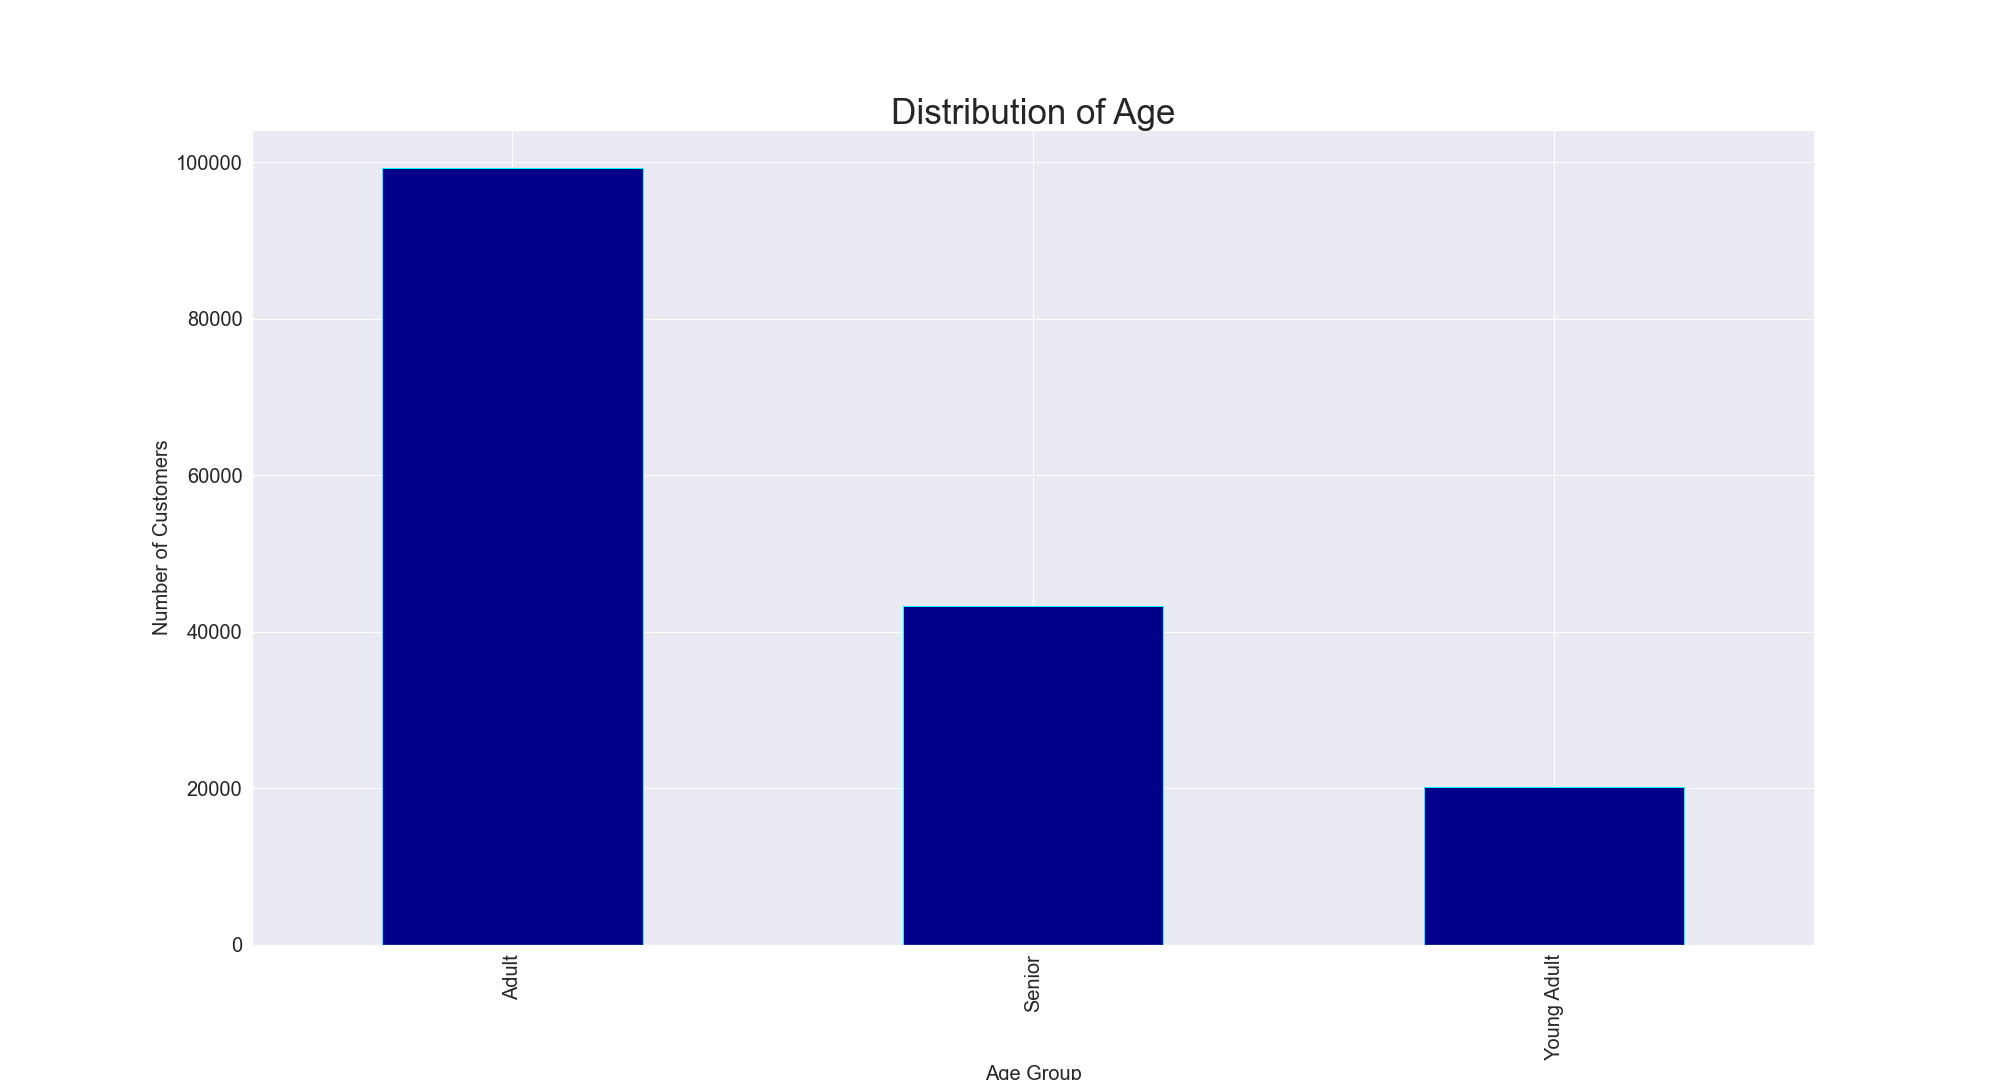 Distribution of Age
100000
80000
60000
40000
20000
0
Number of Customers
Adult
Senior
Young Adult
Age Group